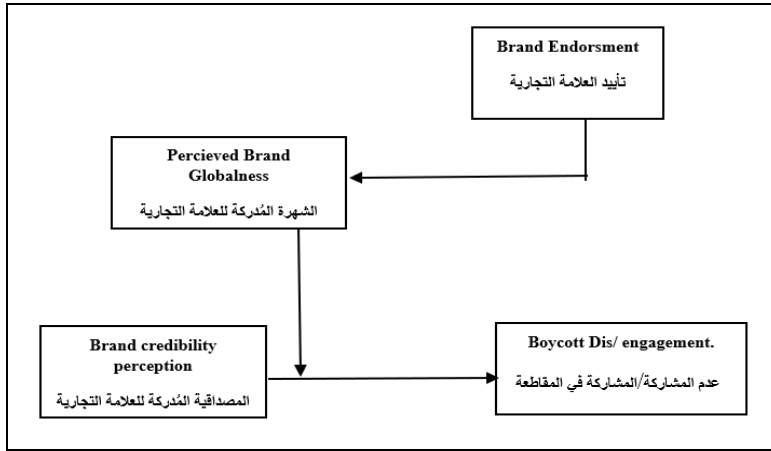 Brand Endorsment
تأييد العلامة التجارية
Percieved Brand
Globalness
الشهرة المُدركة للعلامة التجارية
Brand credibility
perception
المصداقية المُدركة للعلامة التجارية
Boycott Dis/ engagement.
عدم المشاركة/المشاركة في المقاطعة